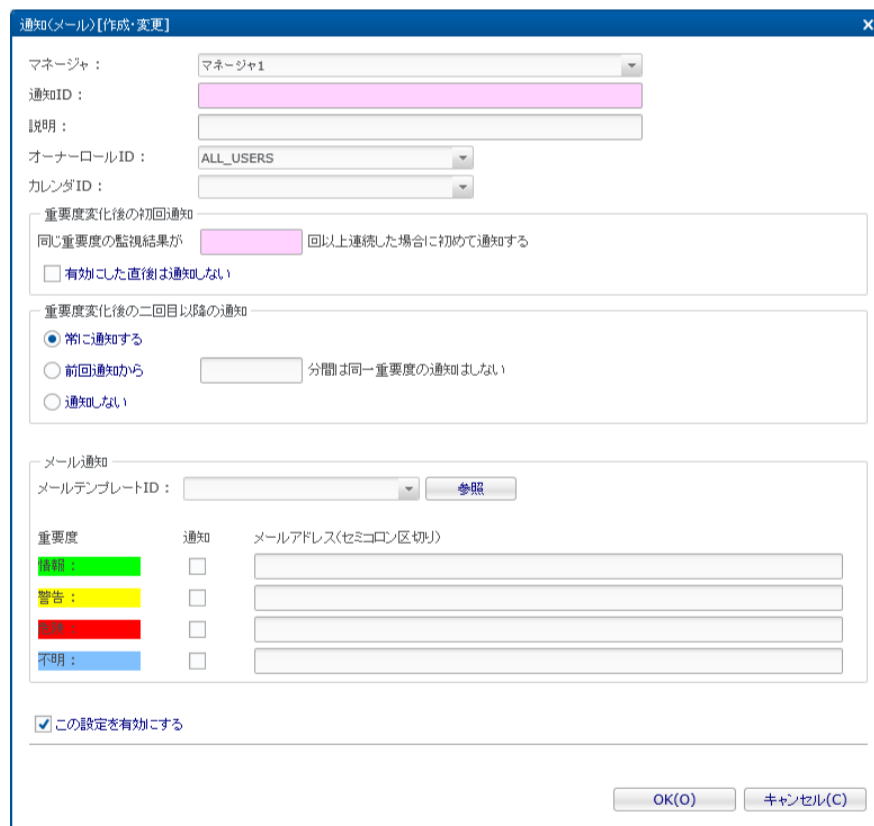 通知(メール)[作成・変更]
マネージャ： マネージャ1
通知ID：
説明：
オーナーロールID： ALL_USERS
カレンダID：
重要度変化後の初回通知
同じ重要度の監視結果が 回以上連続した場合に初めて通知する
有効にした直後は通知しない
重要度変化後の二回目以降の通知
常に通知する
前回通知から 分間は同一重要度の通知はしない
通知しない
メール通知
メールテンプレートID： 参照
重要度 通知 メールアドレス(セミコロン区切り)
情報：
警告：
不明：
この設定を有効にする
OK(O) キャンセル(C)